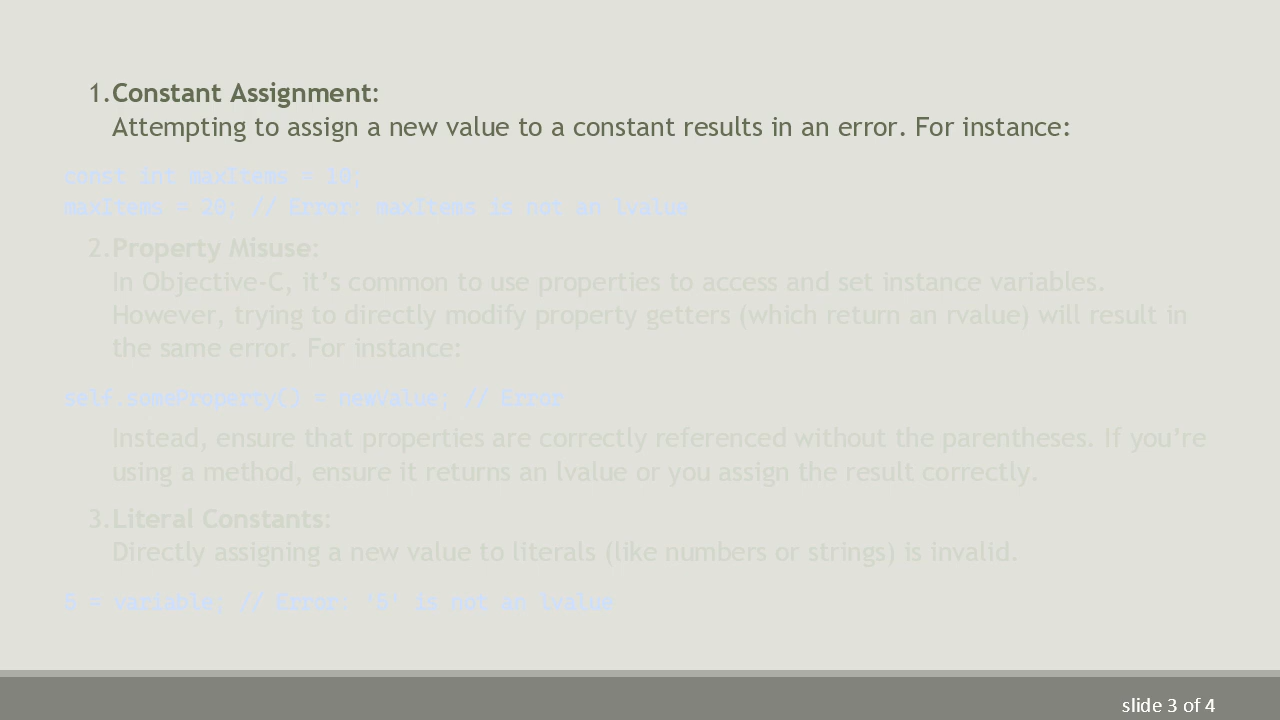 1.Constant Assignment:
Attempting to assign a new value to a constant results in an error. For instance:
const int maxItems = 10;
maxItems = 20; // Error: maxItems is not an lvalue
2.Property Misuse:
In Objective-C, it’s common to use properties to access and set instance variables.
However, trying to directly modify property getters (which return an rvalue) will result in
the same error. For instance:
self.someProperty() = newValue; // Error
Instead, ensure that properties are correctly referenced without the parentheses. If you’re
using a method, ensure it returns an lvalue or you assign the result correctly.
3.Literal Constants:
Directly assigning a new value to literals (like numbers or strings) is invalid.
5 = variable; // Error: '5' is not an lvalue
slide 3 of 4